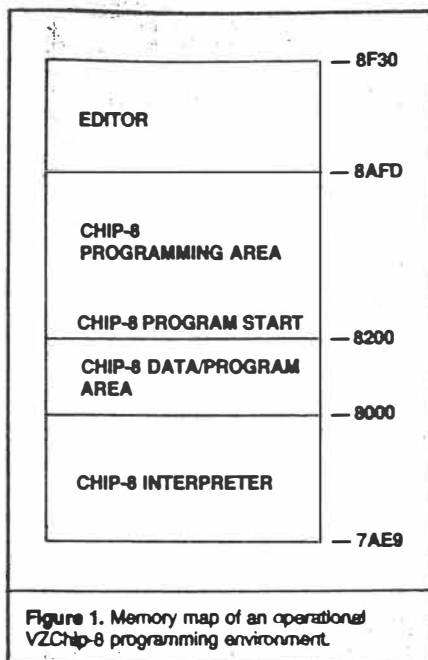 8F30
EDITOR
8AFD
CHIP-8
PROGRAMMING AREA
CHIP-8 PROGRAM START
8200
CHIP-8 DATA/PROGRAM
AREA
8000
CHIP-8 INTERPRETER
7AE9
Figure 1. Memory map of an operational
VZChip-8 programming environment.